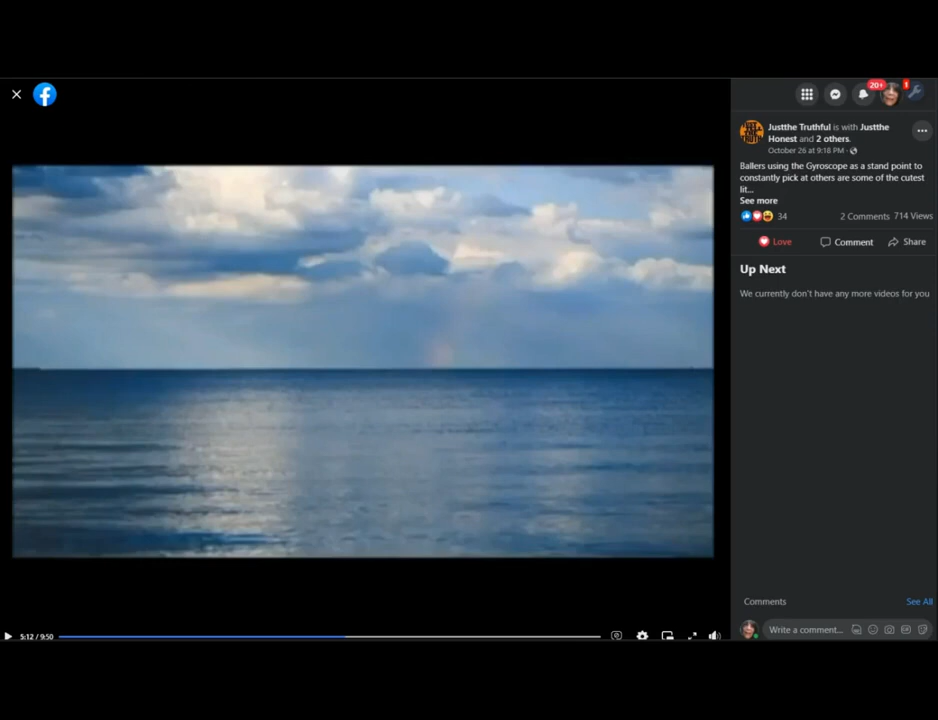 20+
1
Justthe Truthful is with Justthe
Honest and 2 others.
October 26 at 9:18 PM ·
Ballers using the Gyroscope as a stand point to
constantly pick at others are some of the cutest
lit...
See more
34
2 Comments 714 Views
Love
Comment
Share
Up Next
We currently don't have any more videos for you
Comments
See All
Write a comment...
5:12 / 9:50